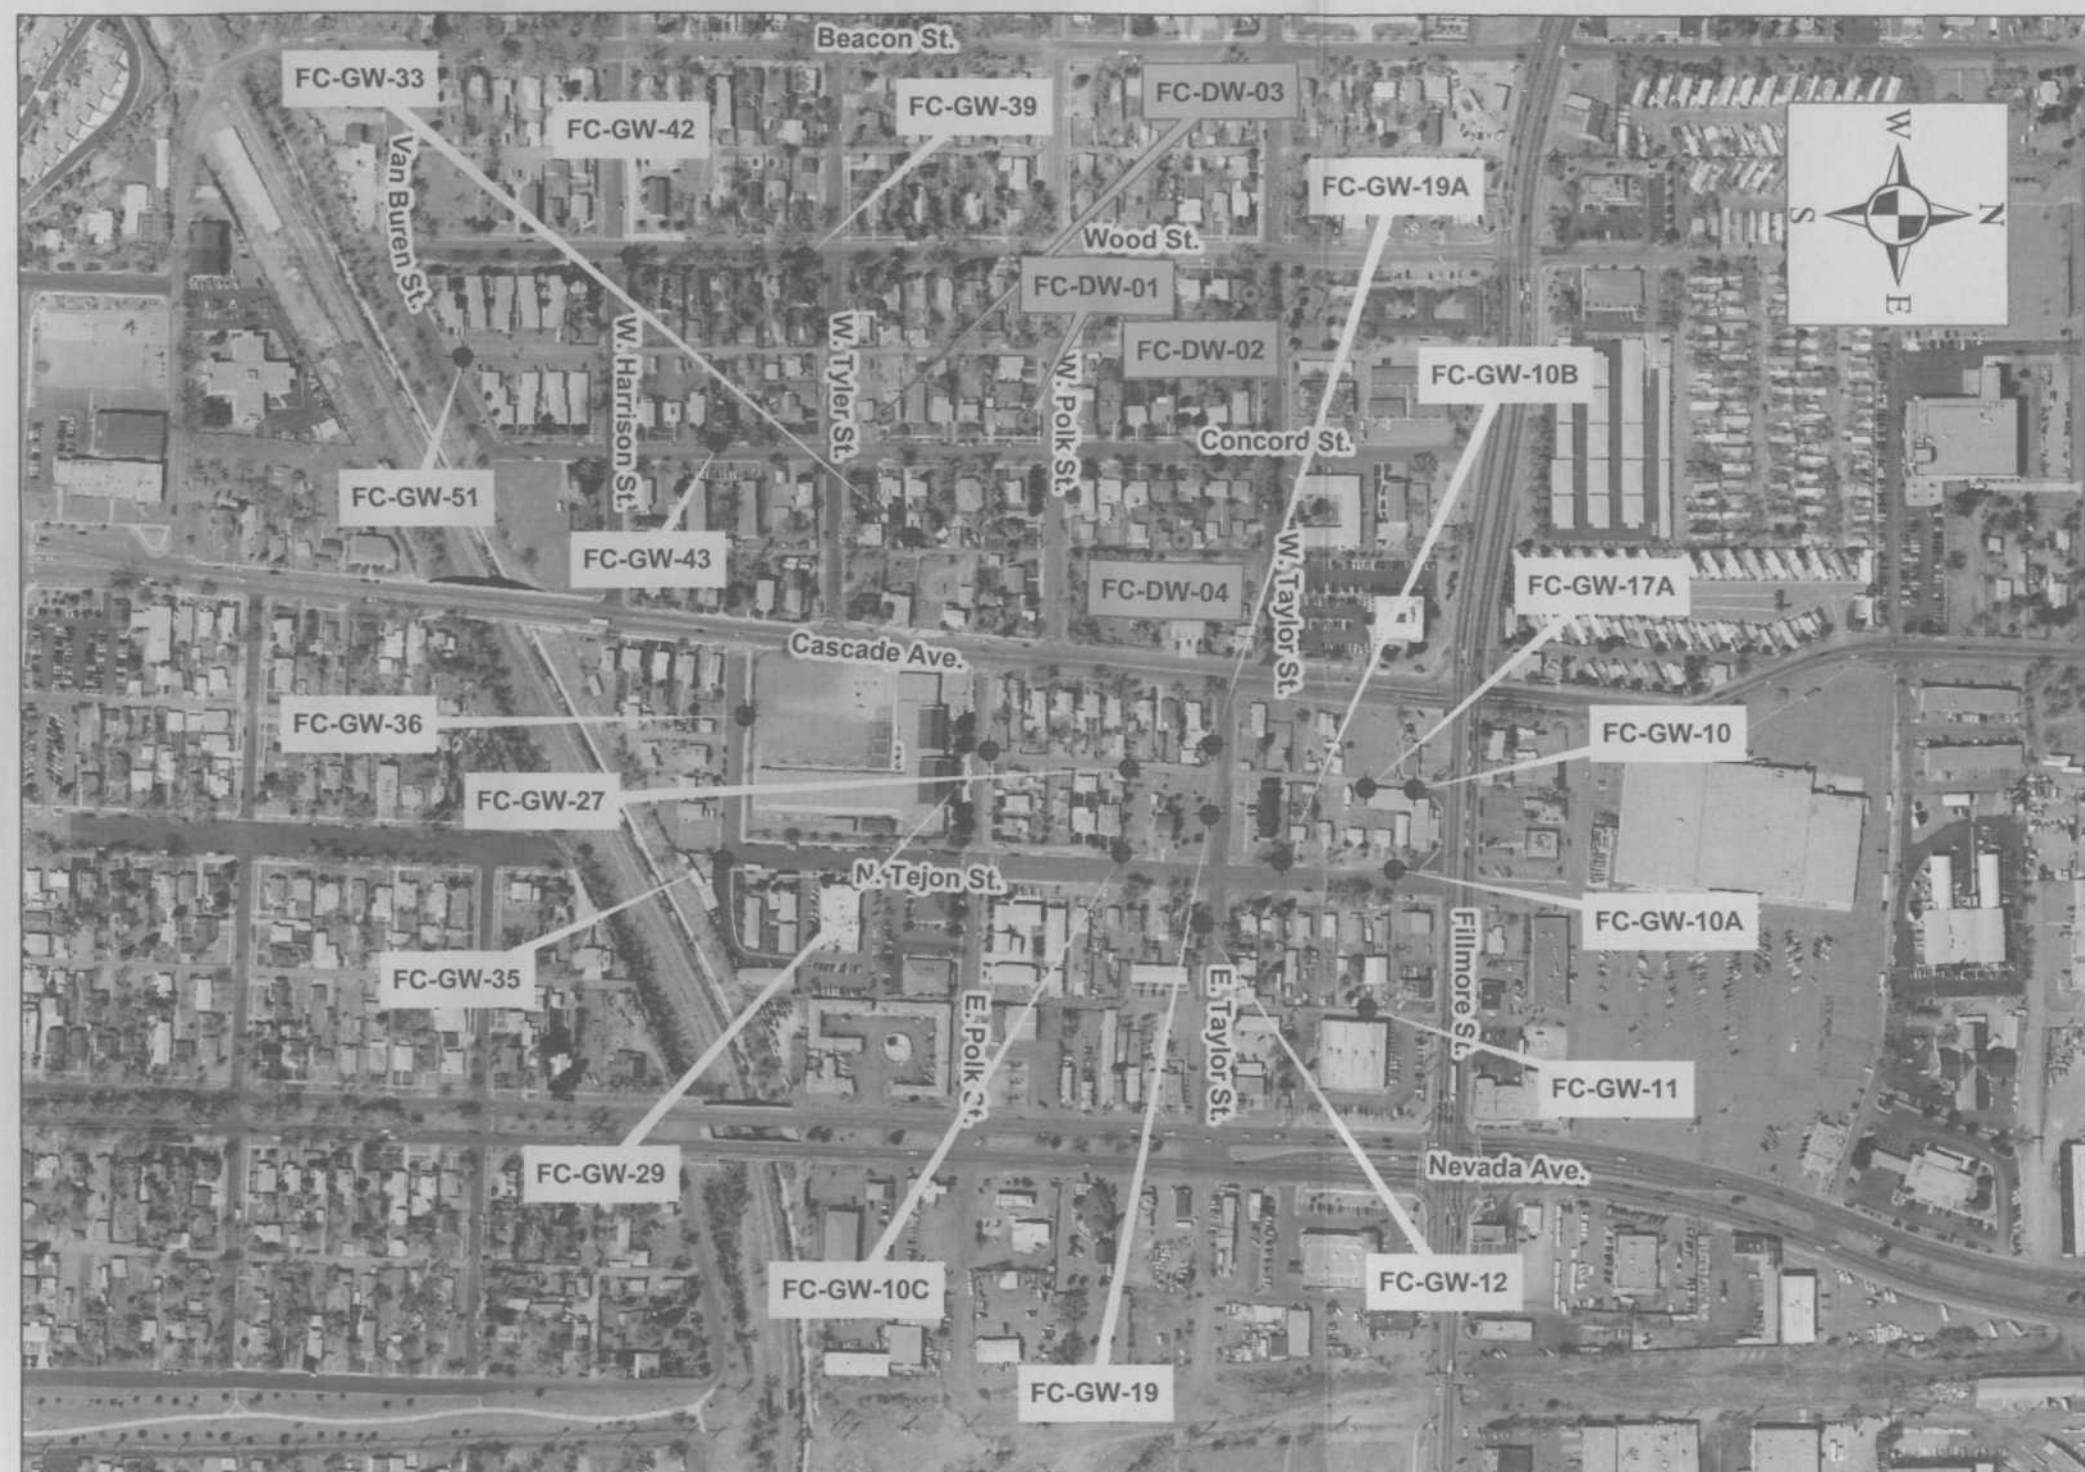 Beacon St.
FC-GW-33
FC-DW-03
FC-GW-39
FC-GW-42
W
N
S
E
Van Buren St.
FC-GW-19A
Wood St.
FC-DW-01
FC-DW-02
W. Harrison St.
W. Tyler St.
W. Polk St.
FC-GW-10B
Concord St.
FC-GW-51
FC-GW-43
FC-DW-04
W. Taylor St.
FC-GW-17A
Cascade Ave.
FC-GW-36
FC-GW-10
FC-GW-27
N. Tejon St.
FC-GW-10A
FC-GW-35
Fillmore St.
E. Polk St.
E. Taylor St.
FC-GW-11
FC-GW-29
Nevada Ave.
FC-GW-10C
FC-GW-12
FC-GW-19